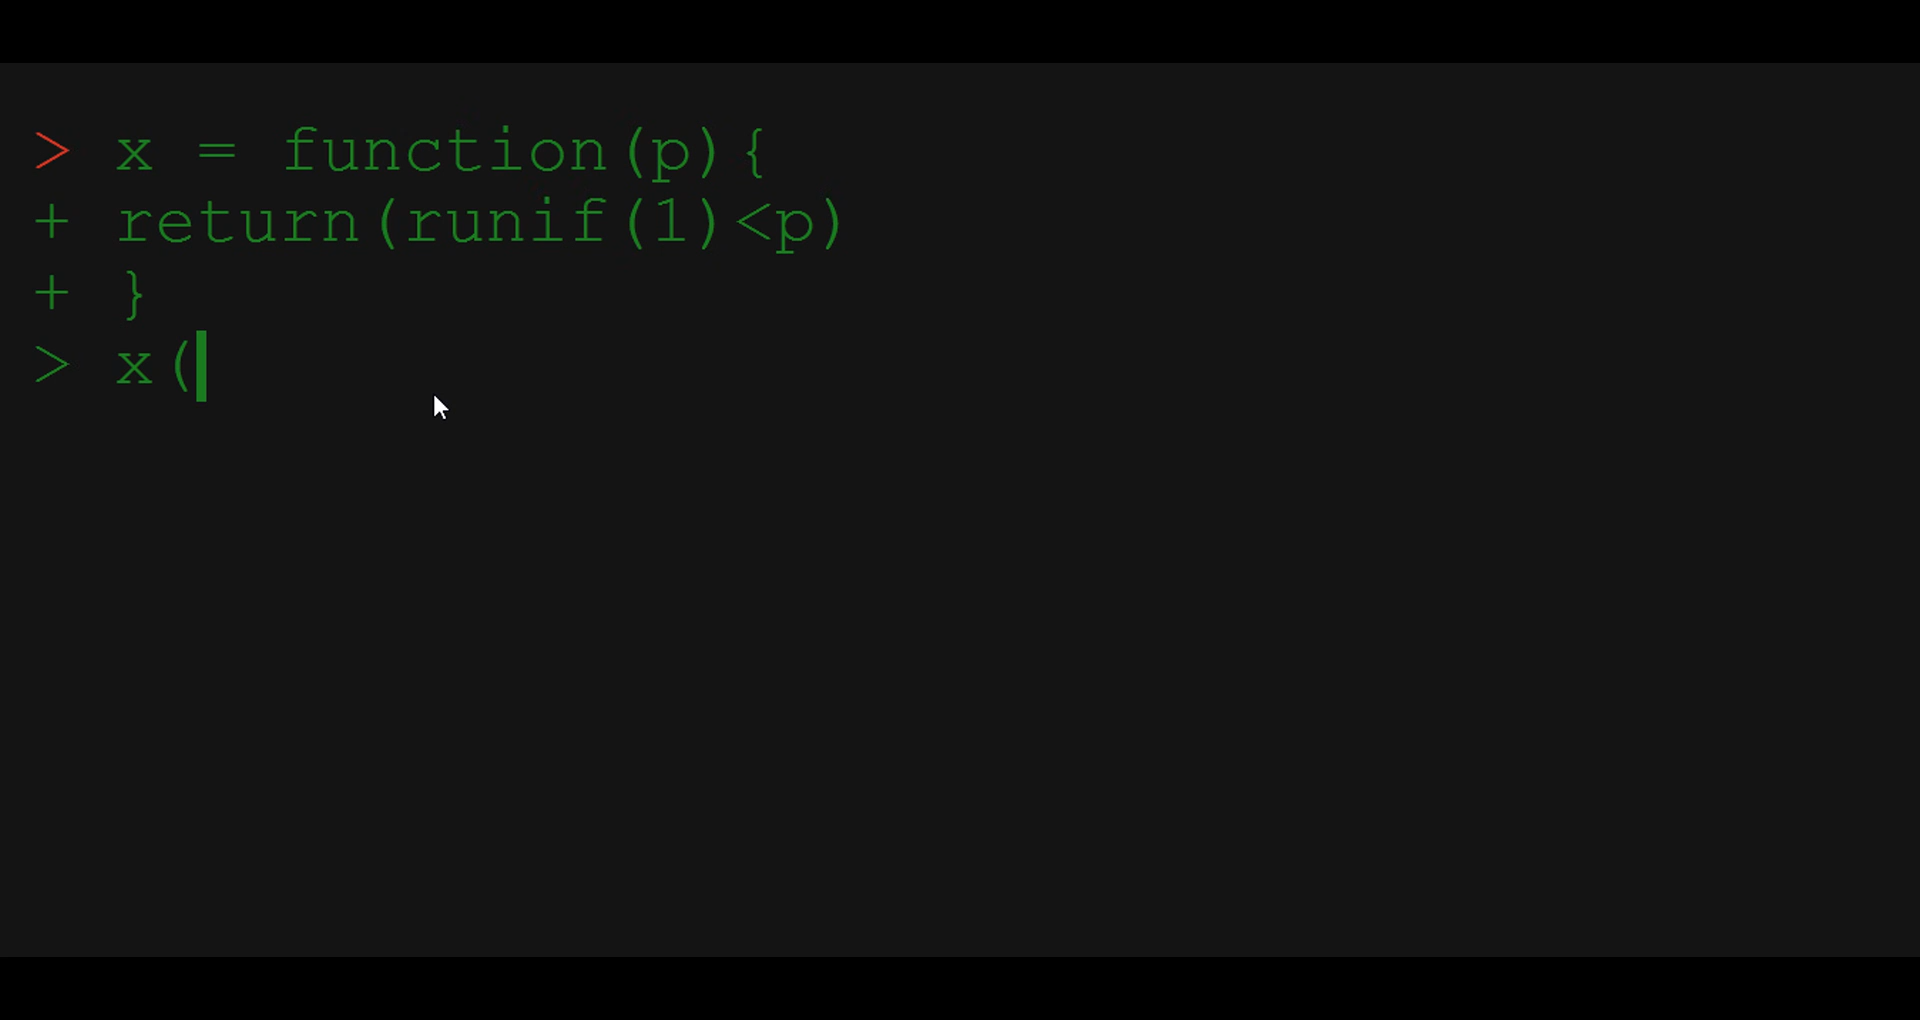 > x = function(p){
+ return(runif(1)<p)
+ }
> x(